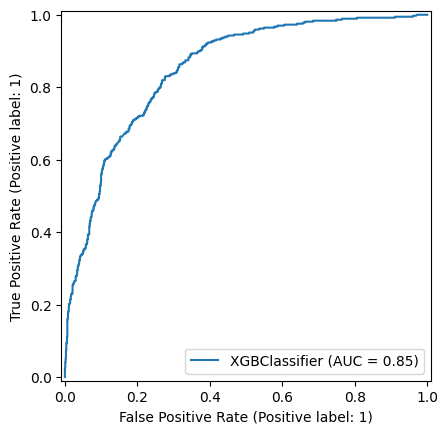 1.0
0.8
0.6
0.4
0.2
0.0
True Positive Rate (Positive label: 1)
XGBClassifier (AUC = 0.85)
0.0 0.2 0.4 0.6 0.8 1.0
False Positive Rate (Positive label: 1)